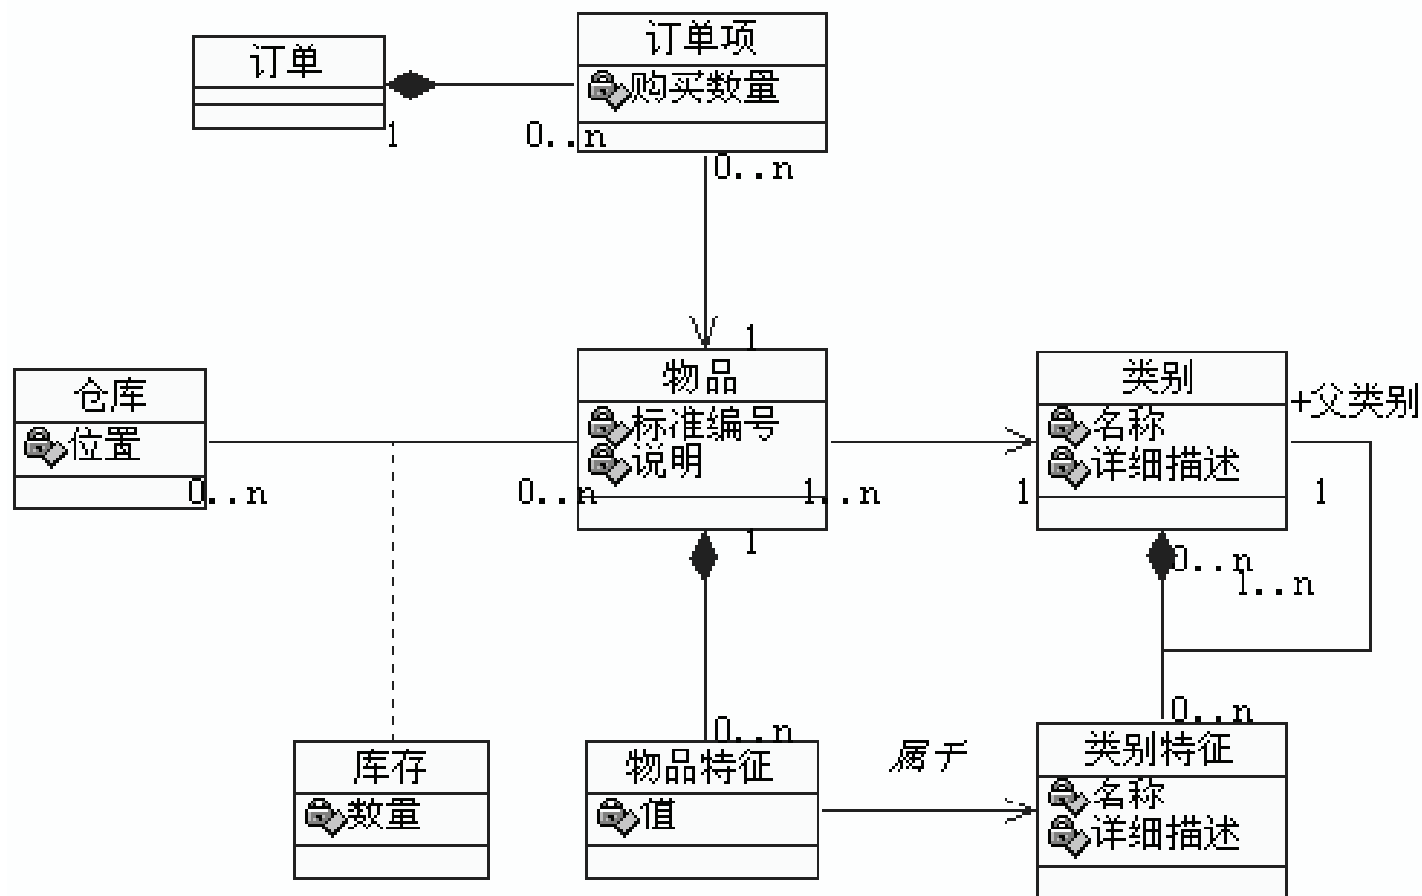 订单
1
0..n
订单项
购买数量
0..n
1
仓库
位置
0..n
0..n
物品
标准编号
说明
1..n
1
1
类别
名称
详细描述
+父类别
1
0..n
1..n
库存
数量
0..n
物品特征
值
属于
0..n
类别特征
名称
详细描述